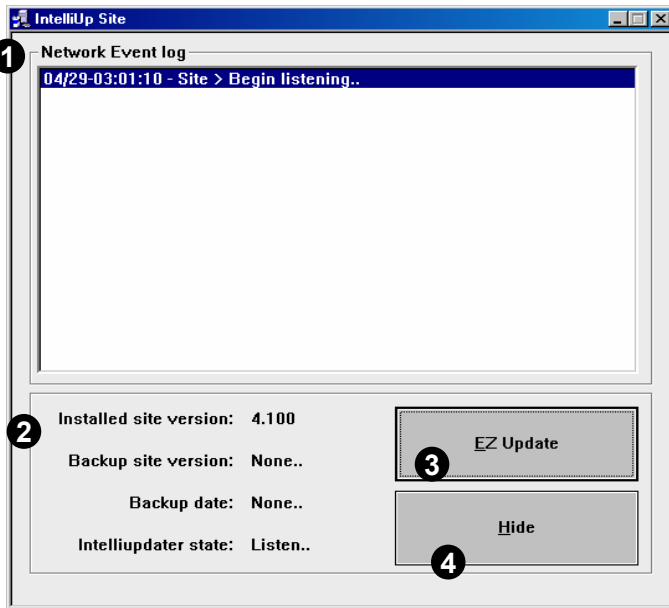 IntelliUp Site
1
Network Event log
04/29-03:01:10 - Site > Begin listening..
2
Installed site version: 4.100
Backup site version: None..
Backup date: None..
Intelliupdater state: Listen..
EZ Update
3
Hide
4